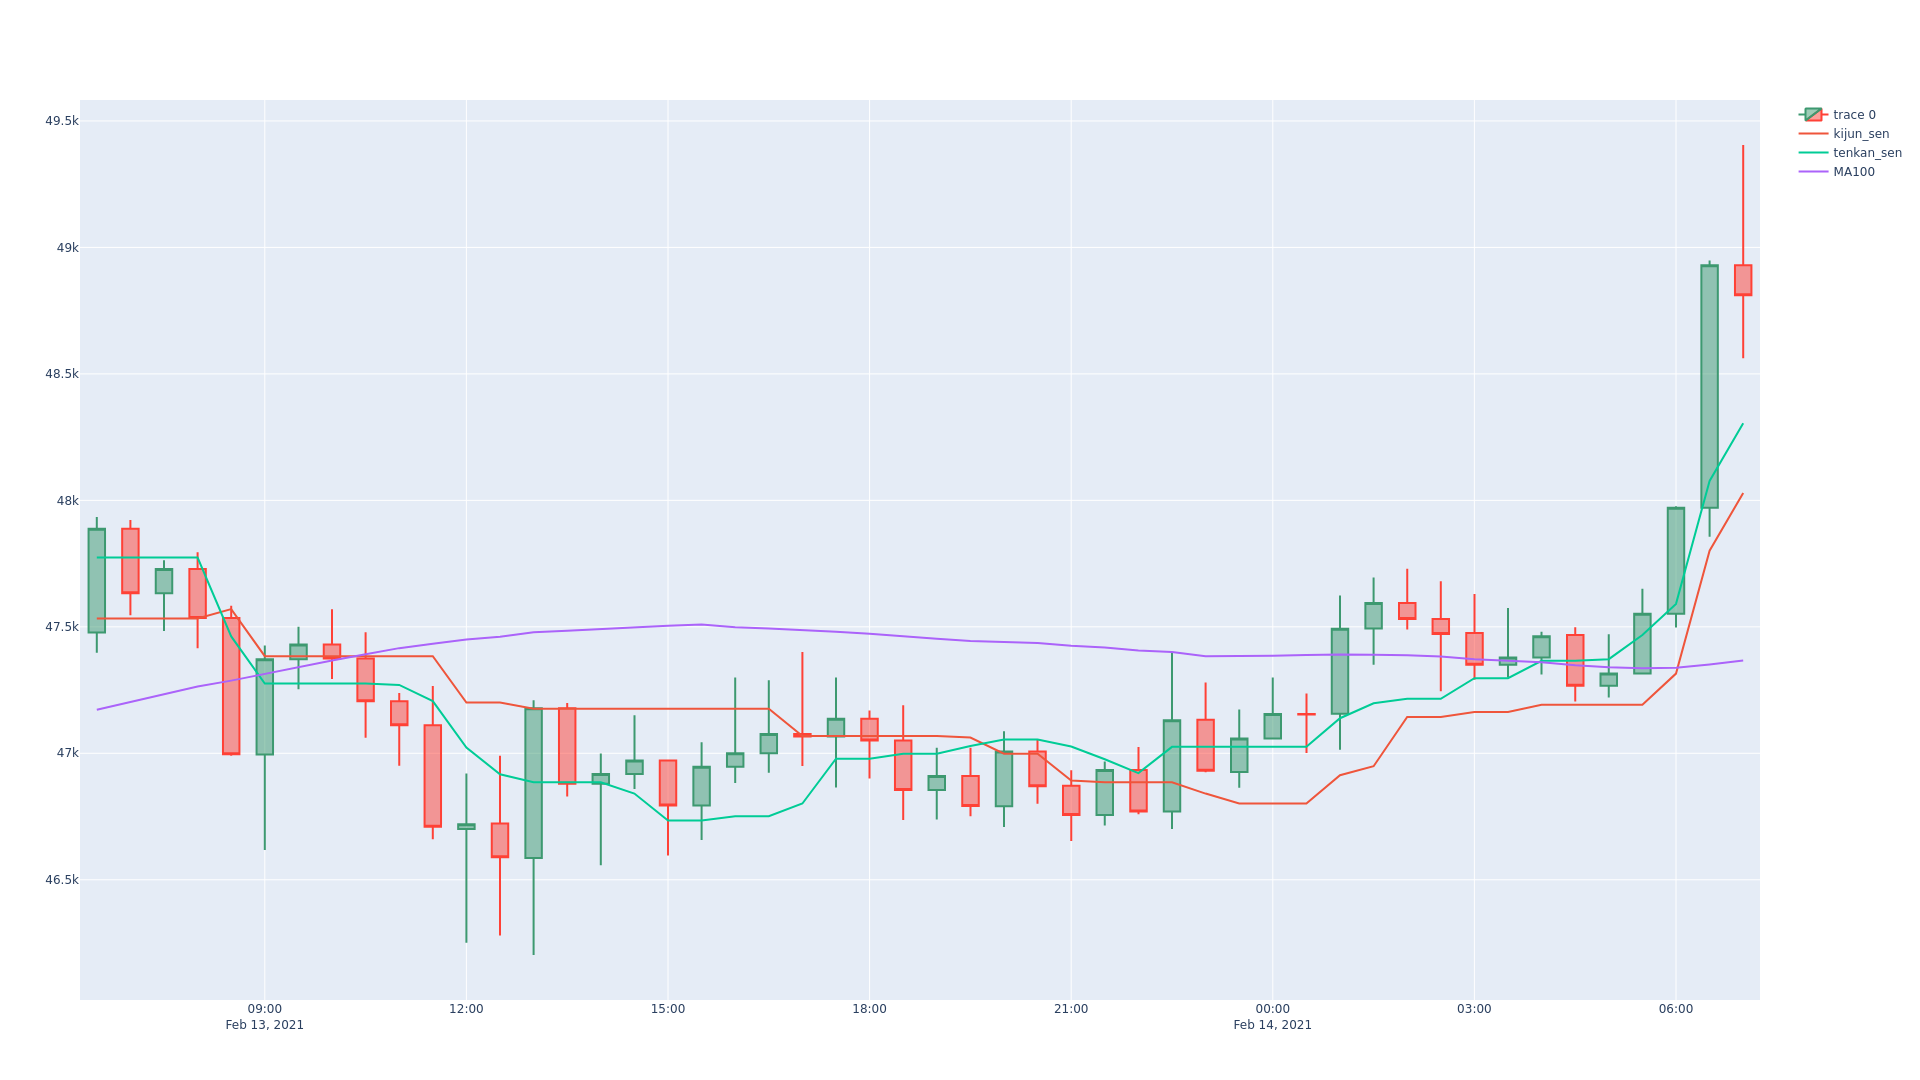 49.5k
49k
48.5k
48k
47.5k
47k
46.5k
09:00
Feb 13, 2021
12:00
15:00
18:00
21:00
00:00
Feb 14, 2021
03:00
06:00
trace 0
kijun_sen
tenkan_sen
MA100